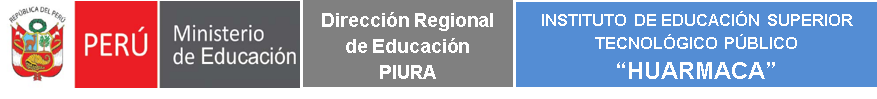 REPÚBLICA DEL PERÚ
PERÚ
Ministerio
de Educación
Dirección Regional
de Educación
PIURA
INSTITUTO DE EDUCACIÓN SUPERIOR
TECNOLÓGICO PÚBLICO
“HUARMACA”